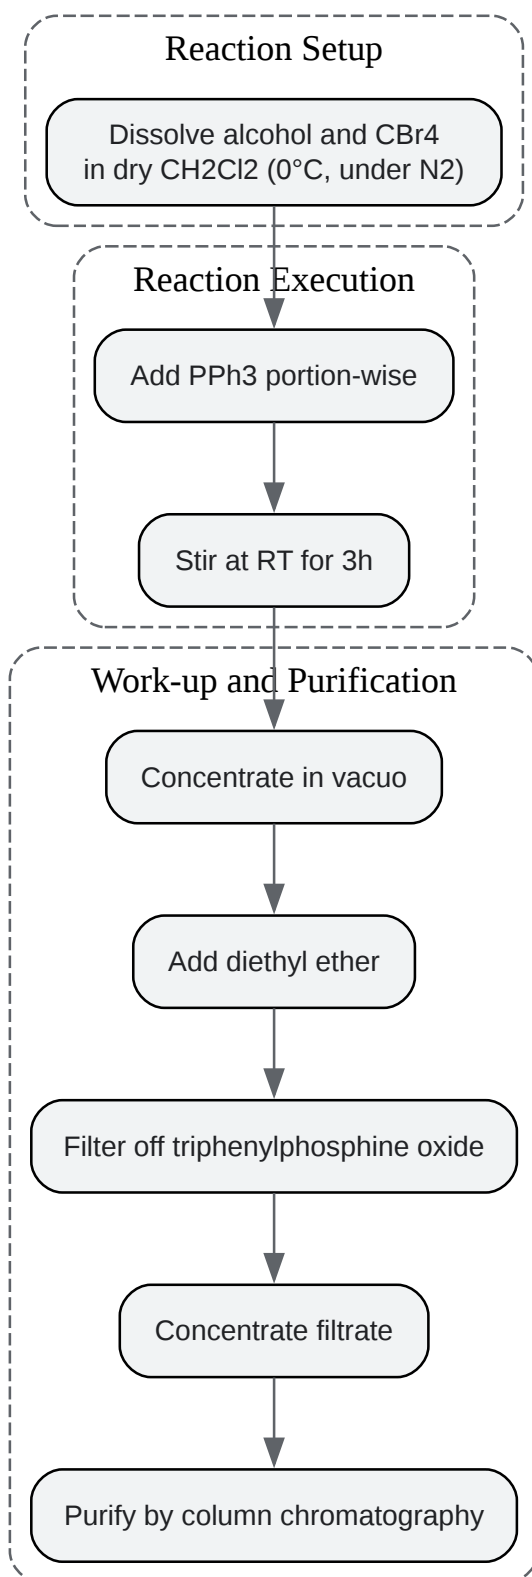 Reaction Setup
Dissolve alcohol and CBr4
in dry CH2Cl2 (0°C, under N2)
Reaction Execution
Add PPh3 portion-wise
Stir at RT for 3h
Work-up and Purification
Concentrate in vacuo
Add diethyl ether
Filter off triphenylphosphine oxide
Concentrate filtrate
Purify by column chromatography